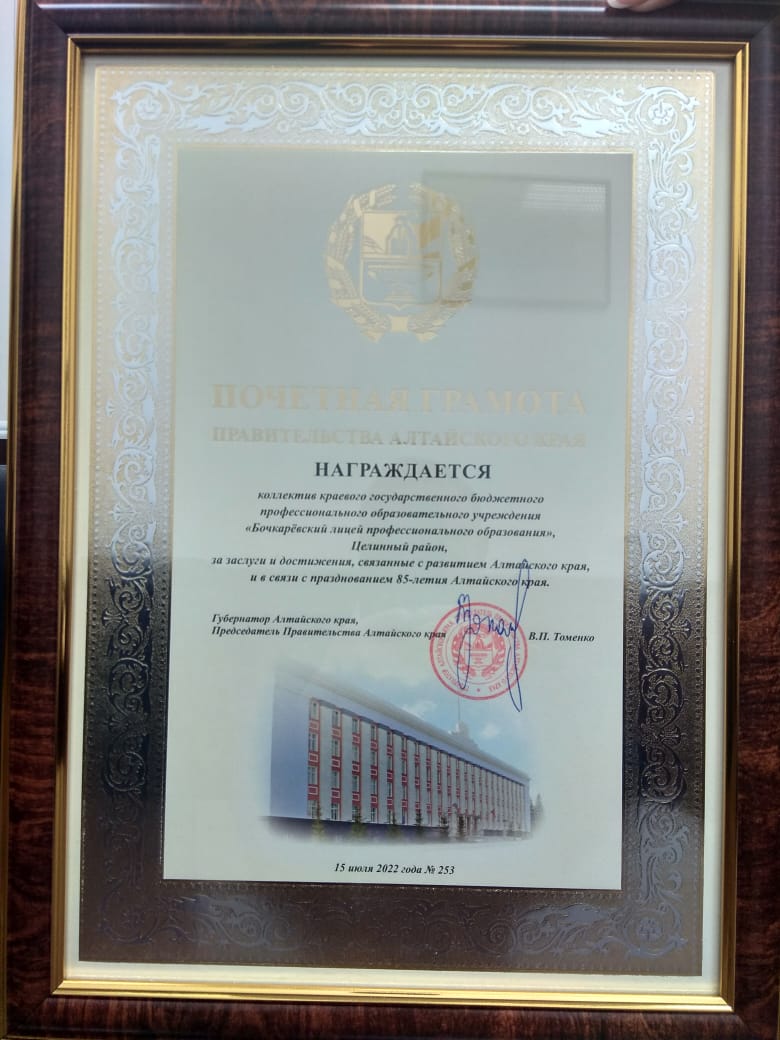 ПОЧЕТНАЯ ГРАМОТА
ПРАВИТЕЛЬСТВА АЛТАЙСКОГО КРАЯ
НАГРАЖДАЕТСЯ
коллектив краевого государственного бюджетного
профессионального образовательного учреждения
«Бочкарёвский лицей профессионального образования»,
Целинный район,
за заслуги и достижения, связанные с развитием Алтайского края,
и в связи с празднованием 85-летия Алтайского края.
Губернатор Алтайского края,
Председатель Правительства Алтайского края
В.П. Томенко
15 июля 2022 года № 253